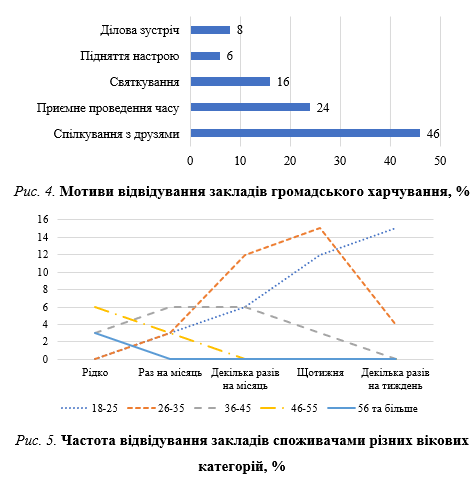 Ділова зустріч 8
Підняття настрою 6
Святкування 16
Приємне проведення часу 24
Спілкування з друзями 46
0 10 20 30 40 50
Рис. 4. Мотиви відвідування закладів громадського харчування, %
16
14
12
10
8
6
4
2
0
Рідко Раз на місяць Декілька разів на місяць Щотижня Декілька разів на тиждень
18-25 26-35 36-45 46-55 56 та більше
Рис. 5. Частота відвідування закладів споживачами різних вікових
категорій, %